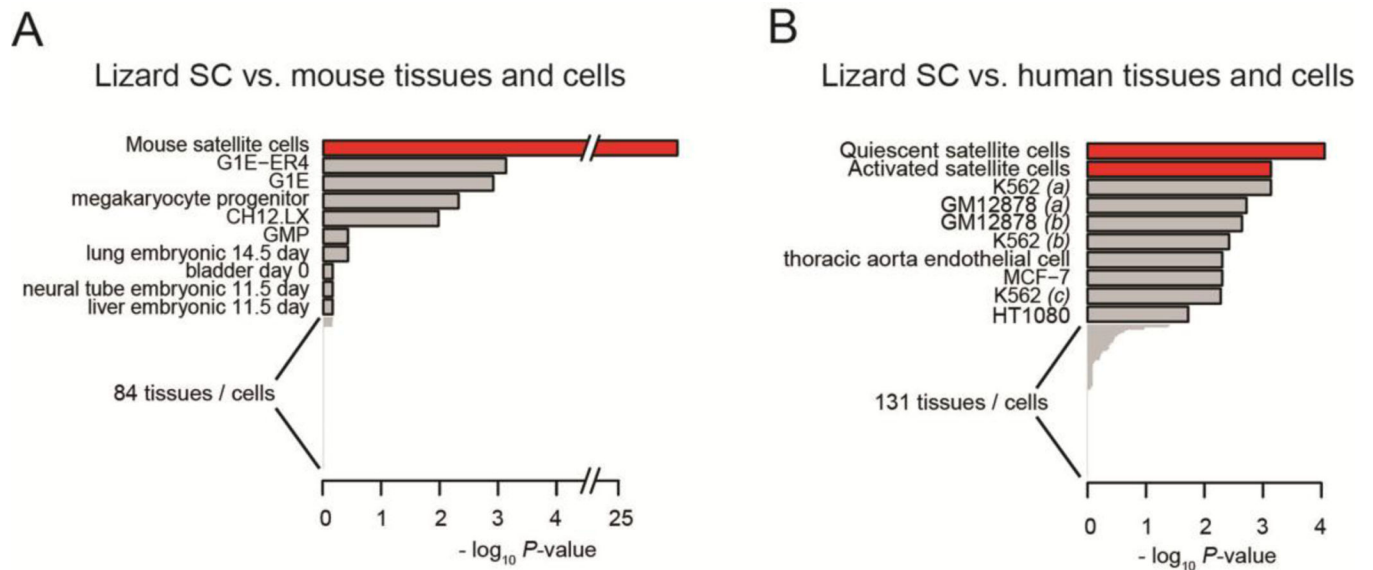 A
Lizard SC vs. mouse tissues and cells
Mouse satellite cells
G1E−ER4
G1E
megakaryocyte progenitor
CH12.LX
GMP
lung embryonic 14.5 day
bladder day 0
neural tube embryonic 11.5 day
liver embryonic 11.5 day
84 tissues / cells
0 1 2 3 4 25
- log10 P-value
B
Lizard SC vs. human tissues and cells
Quiescent satellite cells
Activated satellite cells
K562 (a)
GM12878 (a)
GM12878 (b)
K562 (b)
thoracic aorta endothelial cell
MCF−7
K562 (c)
HT1080
131 tissues / cells
0 1 2 3 4
- log10 P-value